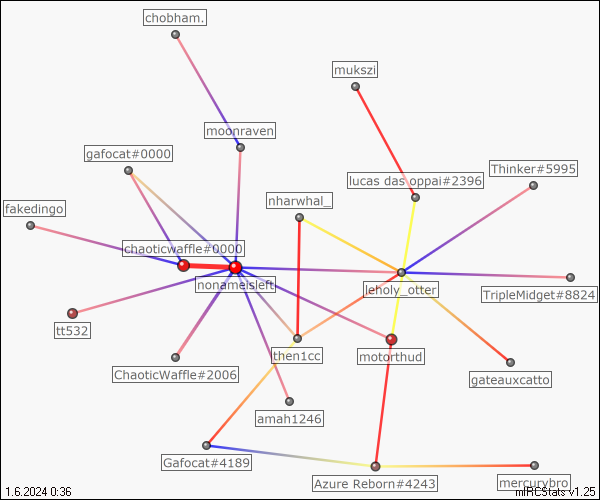 chobham.
mukszi
moonraven
gafocat#0000
Thinker#5995
lucas das oppai#2396
nharwhal_
fakedingo
chaoticwaffle#0000
nonameisleft
leholy_otter
TripleMidget#8824
tt532
then1cc
motorthud
ChaoticWaffle#2006
gateauxcatto
amah1246
Gafocat#4189
Azure Reborn#4243
mercurybro
1.6.2024 0:36
mIRCStats v1.25